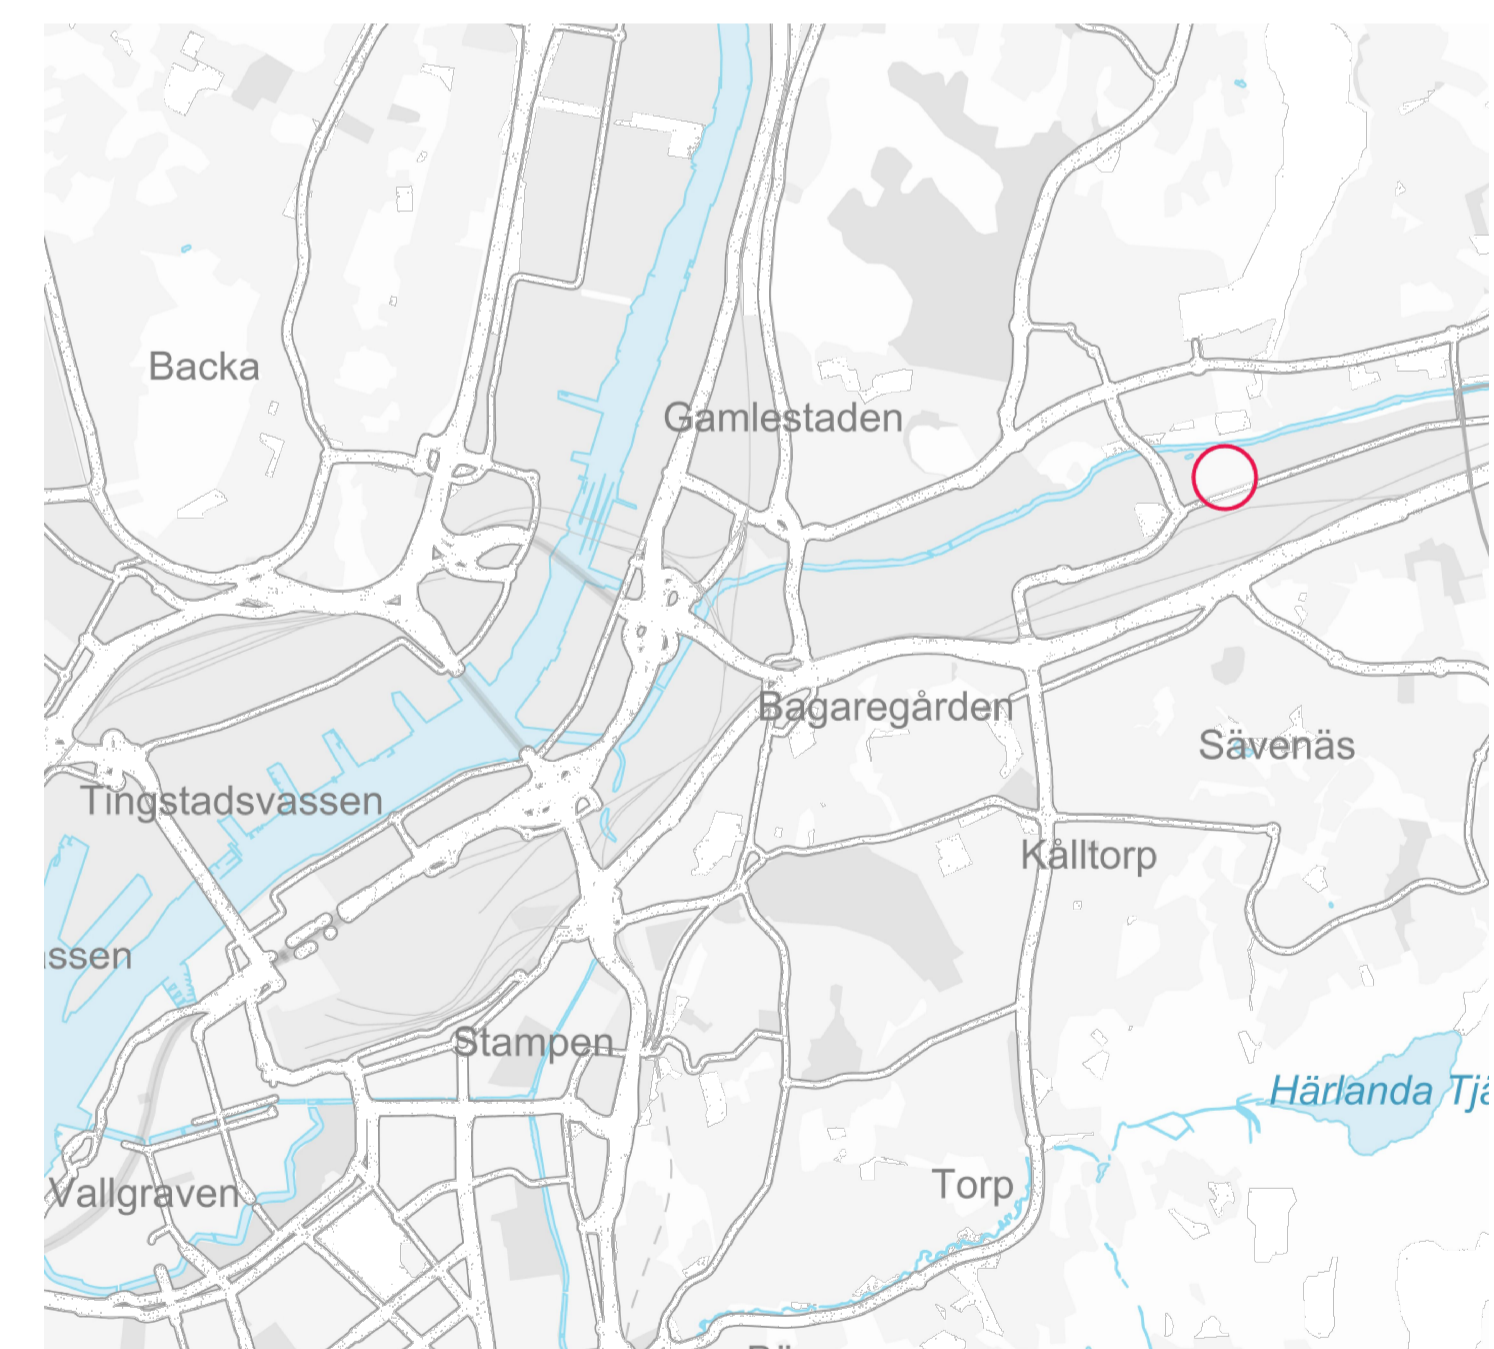 Backa
Gamlestaden
Bagaregården
Sävenäs
Tingstadsvassen
Kålltorp
ssen
Stampen
Härlanda Tjä
Torp
Vallgraven